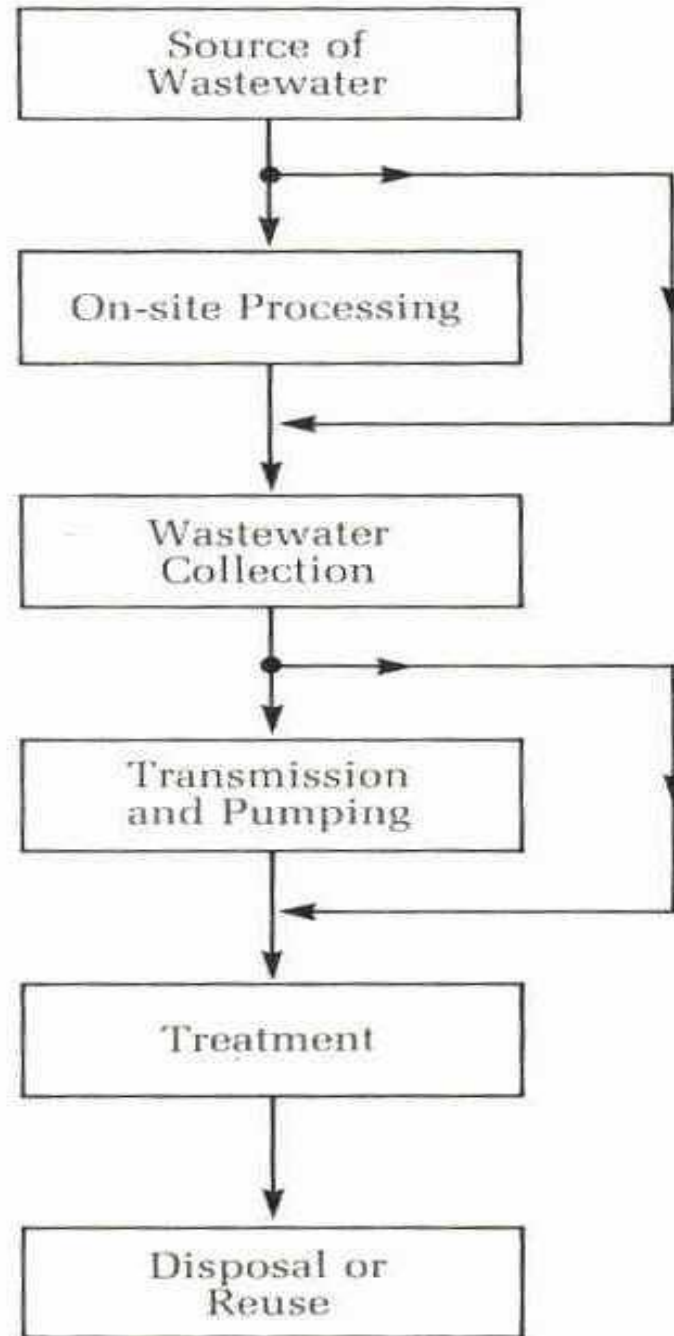 Source of
Wastewater
On-site Processing
Wastewater
Collection
Transmission
and Pumping
Treatment
Disposal or
Reuse